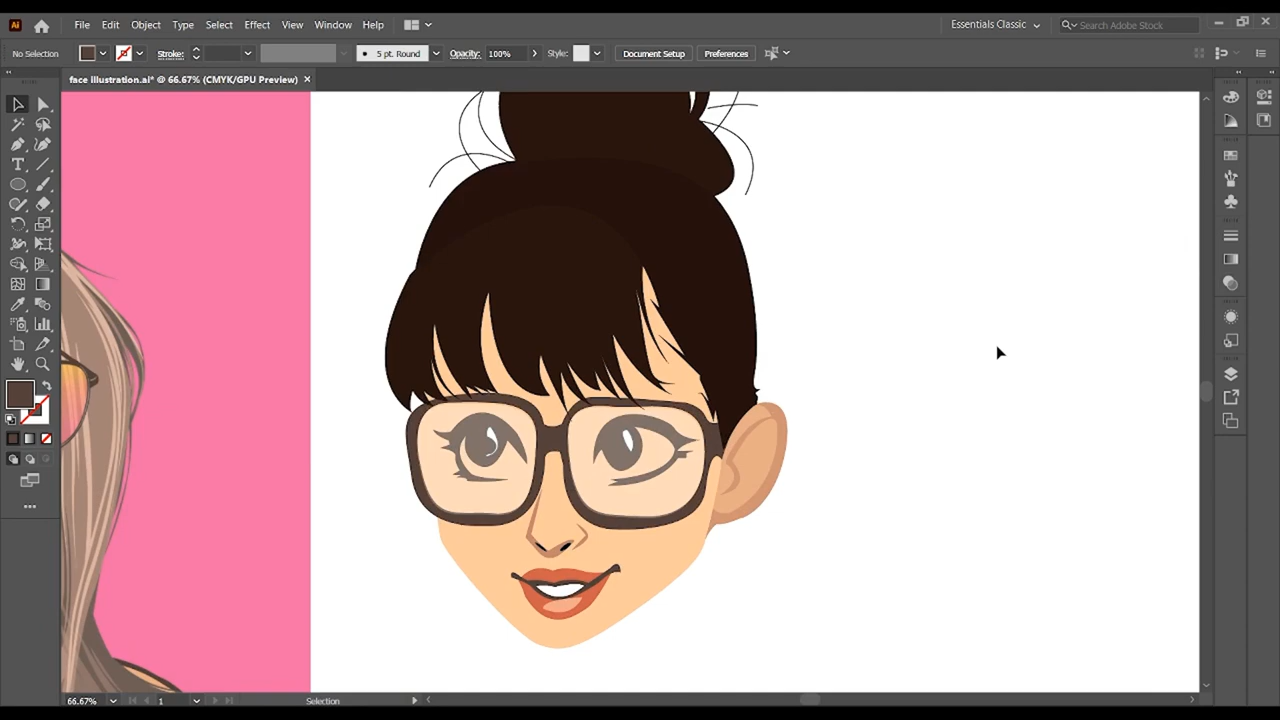 Ai File Edit Object Type Select Effect View Window Help Essentials Classic Search Adobe Stock
No Selection Stroke: 5 pt. Round Opacity: 100% Style: Document Setup Preferences
face illustration.ai* @ 66.67% (CMYK/GPU Preview) ×
66.67% 1 Selection